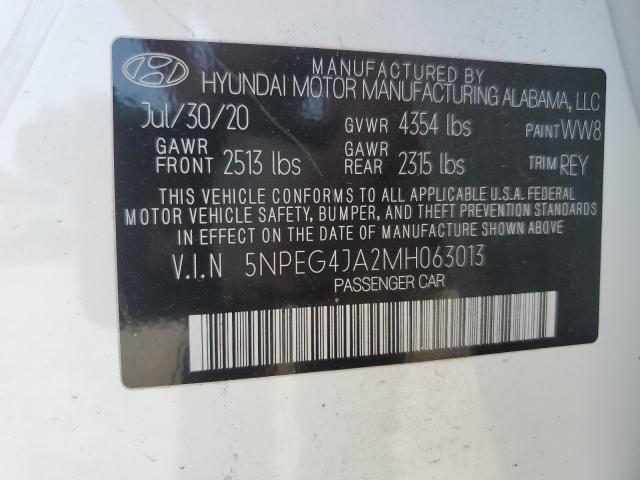 MANUFACTURED BY
HYUNDAI MOTOR MANUFACTURING ALABAMA, LLC
Jul/30/20 GVWR 4354 lbs PAINT WW8
GAWR FRONT 2513 lbs GAWR REAR 2315 lbs TRIM REY
THIS VEHICLE CONFORMS TO ALL APPLICABLE U.S.A. FEDERAL
MOTOR VEHICLE SAFETY, BUMPER, AND THEFT PREVENTION STANDARDS
IN EFFECT ON THE DATE OF MANUFACTURE SHOWN ABOVE.
V.I.N 5NPEG4JA2MH063013
PASSENGER CAR